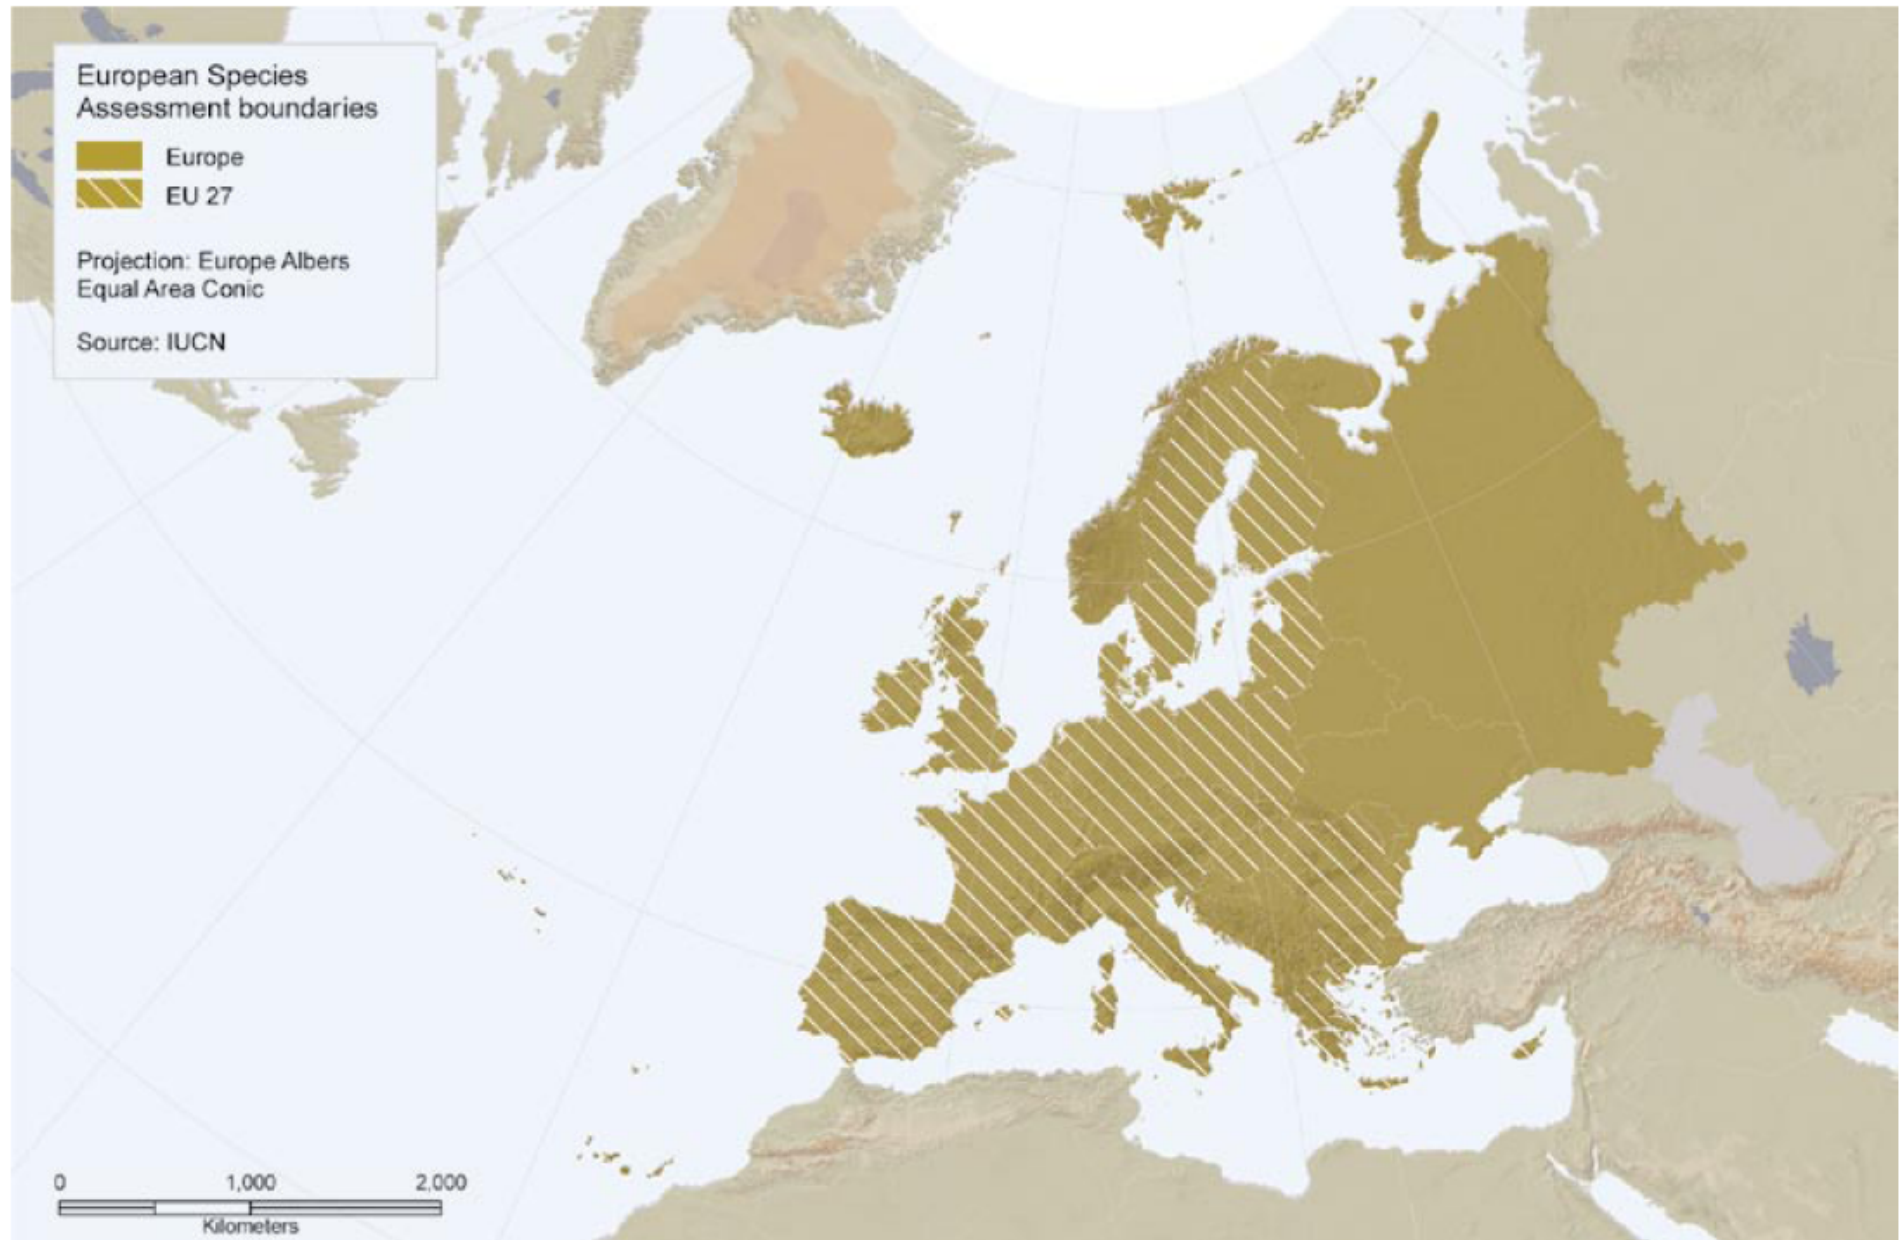 European Species
Assessment boundaries
Europe
EU 27
Projection: Europe Albers
Equal Area Conic
Source: IUCN
0 1,000 2,000
Kilometers